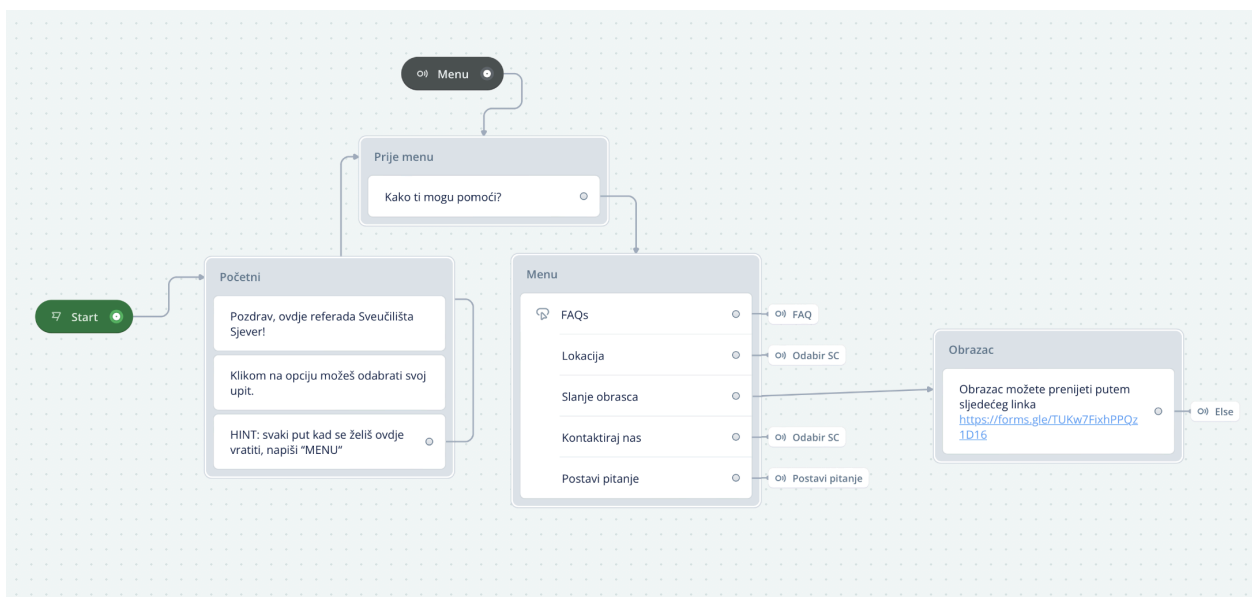 Menu
Prije menu
Kako ti mogu pomoći?
Početni
Start
Pozdrav, ovdje referada Sveučilišta
Sjever!
Klikom na opciju možeš odabrati svoj
upit.
HINT: svaki put kad se želiš ovdje
vratiti, napiši “MENU“
Menu
FAQs
FAQ
Lokacija
Odabir SC
Slanje obrasca
Kontaktiraj nas
Odabir SC
Postavi pitanje
Postavi pitanje
Obrazac
Obrazac možete prenijeti putem
sljedećeg linka
https://forms.gle/TUKw7FixhPPQz
1D16
Else